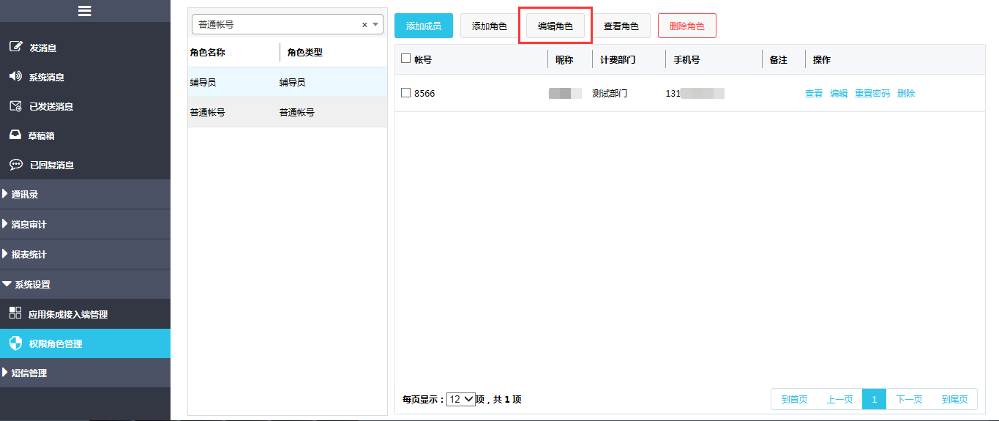 发消息
系统消息
已发送消息
草稿箱
已回复消息
通讯录
消息审计
报表统计
系统设置
应用集成接入端管理
权限角色管理
短信管理
普通帐号 ×
角色名称 角色类型
辅导员 辅导员
普通帐号 普通帐号
添加成员 添加角色 编辑角色 查看角色 删除角色
帐号 昵称 计费部门 手机号 备注 操作
8566 测试部门 131 查看 编辑 重置密码 删除
每页显示：12 项，共 1 项
到首页 上一页 1 下一页 到尾页